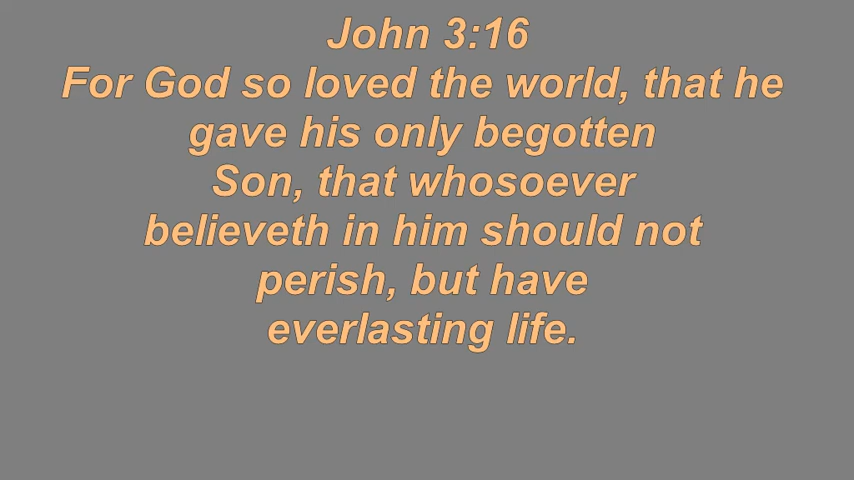 John 3:16
For God so loved the world, that he
gave his only begotten
Son, that whosoever
believeth in him should not
perish, but have
everlasting life.